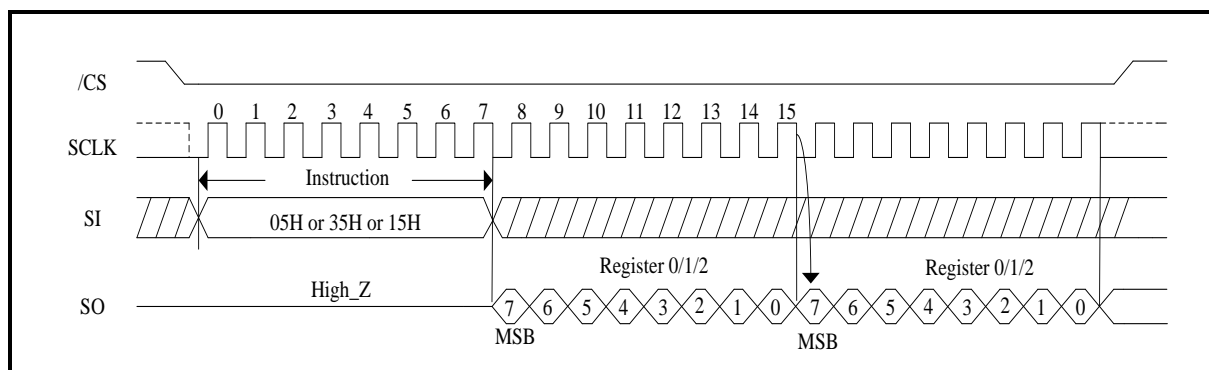 /CS
0 1 2 3 4 5 6 7 8 9 10 11 12 13 14 15
SCLK
Instruction
SI
05H or 35H or 15H
Register 0/1/2
Register 0/1/2
High_Z
SO
7 6 5 4 3 2 1 0 7 6 5 4 3 2 1 0
MSB
MSB